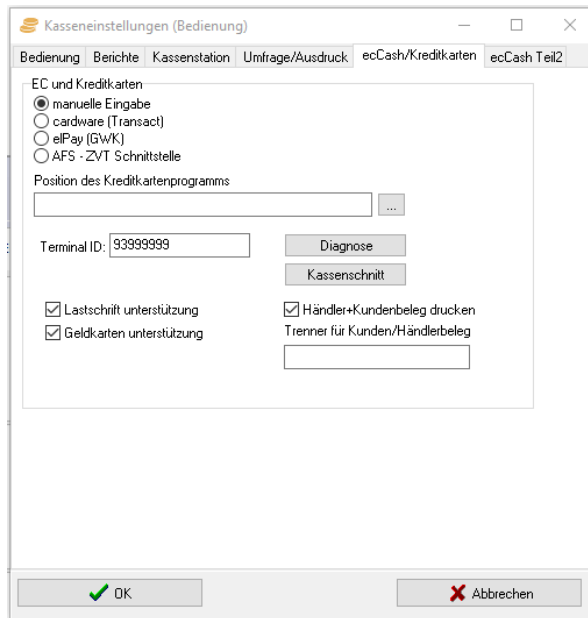 Kasseneinstellungen (Bedienung)
Bedienung Berichte Kassenstation Umfrage/Ausdruck ecCash/Kreditkarten ecCash Teil2
EC und Kreditkarten
manuelle Eingabe
cardware (Transact)
elPay (GWK)
AFS - ZVT Schnittstelle
Position des Kreditkartenprogramms
...
Terminal ID: 93999999 Diagnose
Kassenschnitt
Lastschrift unterstützung Händler+Kundenbeleg drucken
Geldkarten unterstützung Trenner für Kunden/Händlerbeleg
OK Abbrechen